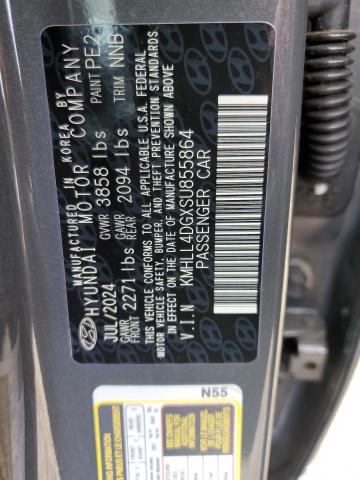 MANUFACTURED IN KOREA BY
HYUNDAI MOTOR COMPANY
JUL/2024 GVWR 3858 lbs PAINT PE2
GAWR FRONT 2271 lbs GAWR REAR 2094 lbs TRIM NNB
THIS VEHICLE CONFORMS TO ALL APPLICABLE U.S.A. FEDERAL
MOTOR VEHICLE SAFETY, BUMPER, AND THEFT PREVENTION STANDARDS
IN EFFECT ON THE DATE OF MANUFACTURE SHOWN ABOVE
V.I.N KMHLL4DGXSU855864
PASSENGER CAR
N55